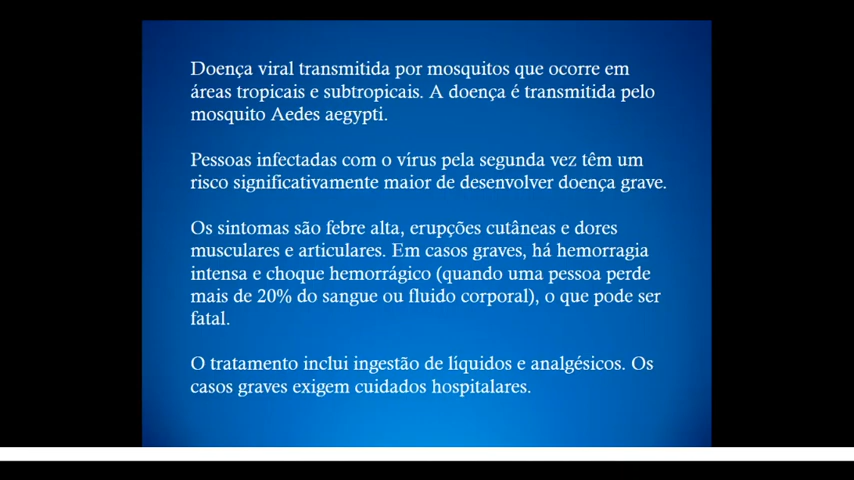 Doença viral transmitida por mosquitos que ocorre em
áreas tropicais e subtropicais. A doença é transmitida pelo
mosquito Aedes aegypti.
Pessoas infectadas com o vírus pela segunda vez têm um
risco significativamente maior de desenvolver doença grave.
Os sintomas são febre alta, erupções cutâneas e dores
musculares e articulares. Em casos graves, há hemorragia
intensa e choque hemorrágico (quando uma pessoa perde
mais de 20% do sangue ou fluido corporal), o que pode ser
fatal.
O tratamento inclui ingestão de líquidos e analgésicos. Os
casos graves exigem cuidados hospitalares.